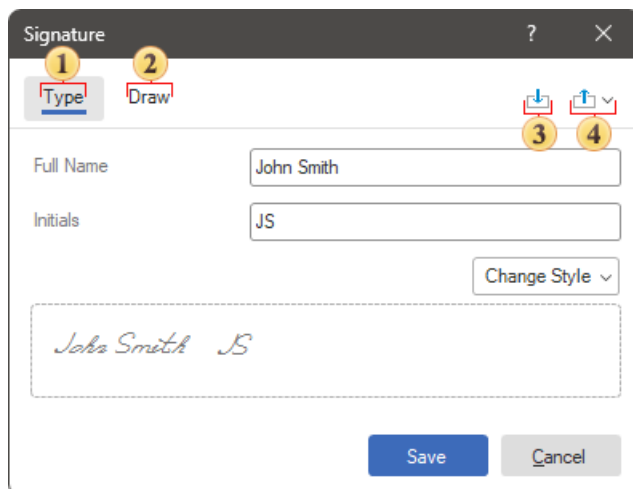 Signature ?
1 2
Type Draw
3 4
Full Name John Smith
Initials JS
Change Style
John Smith JS
Save Cancel